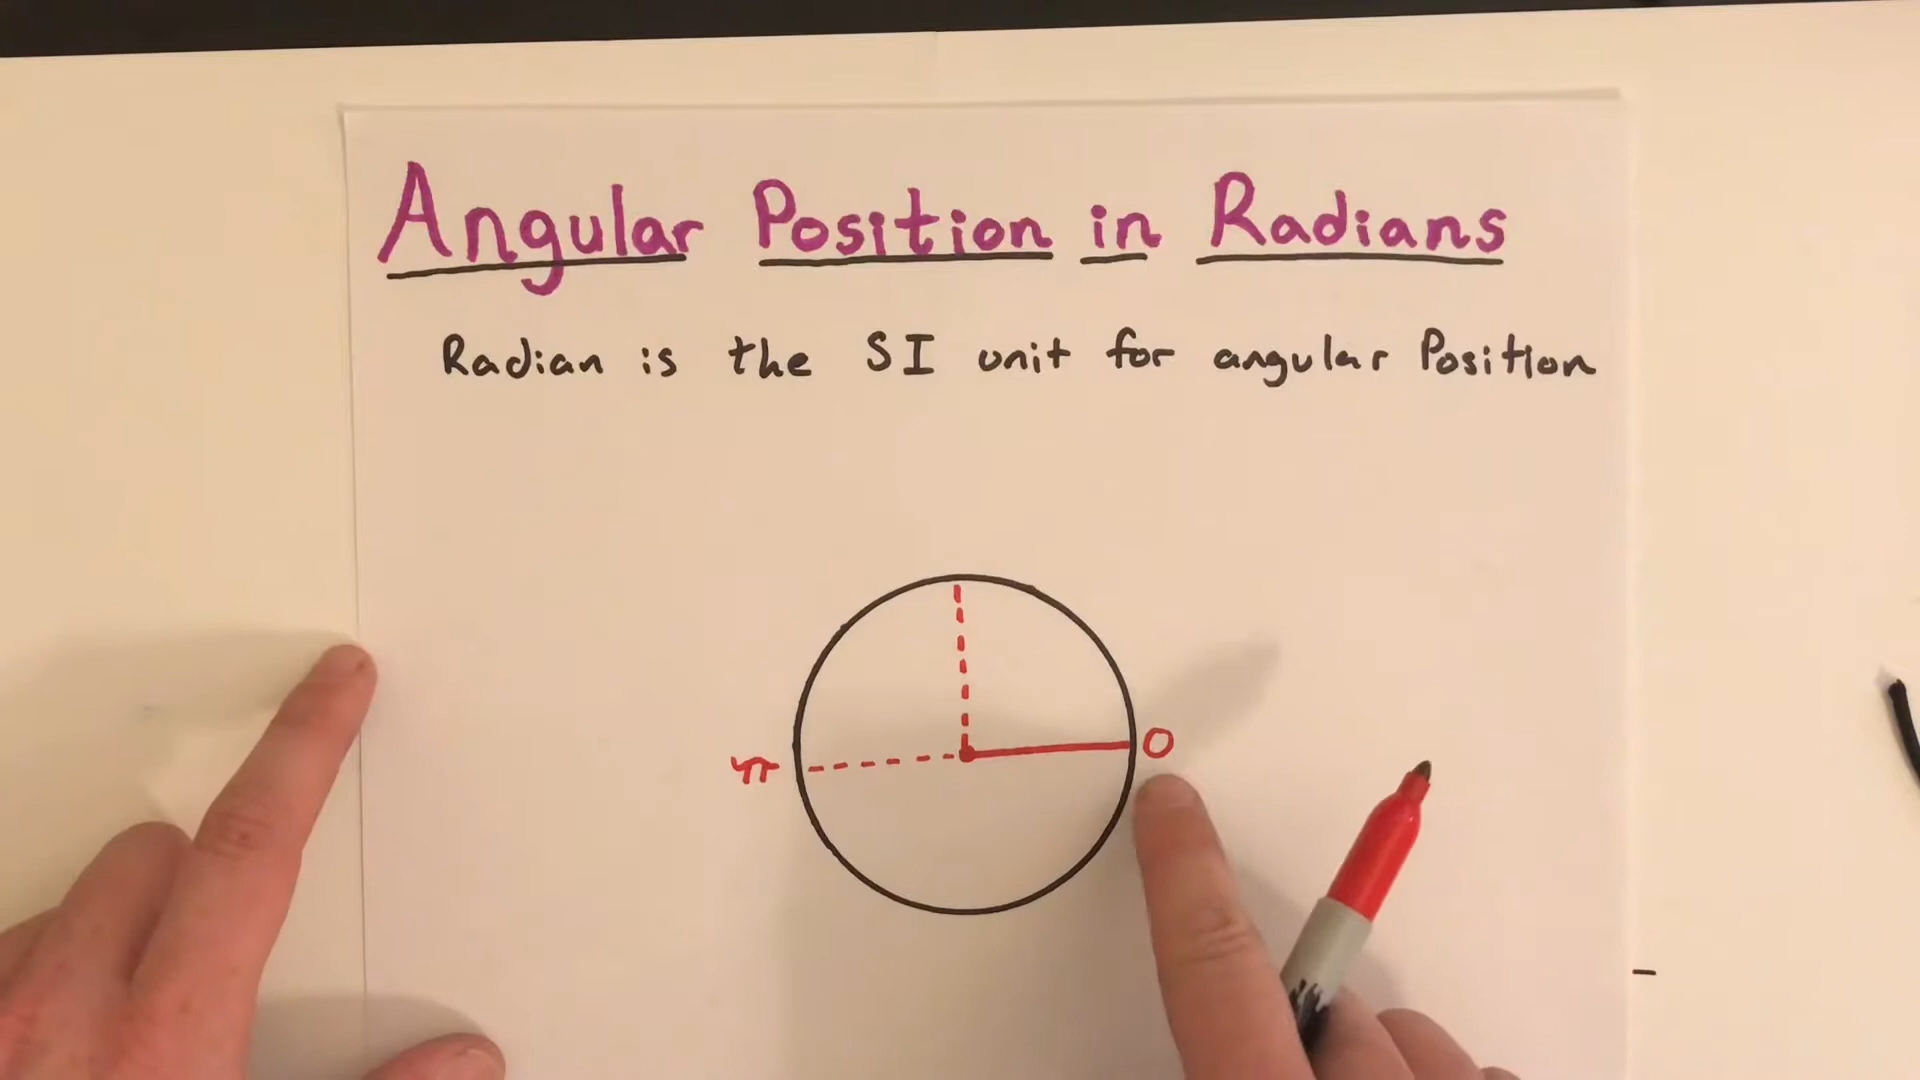 Angular Position in Radians
Radian is the SI unit for angular Position
π 0